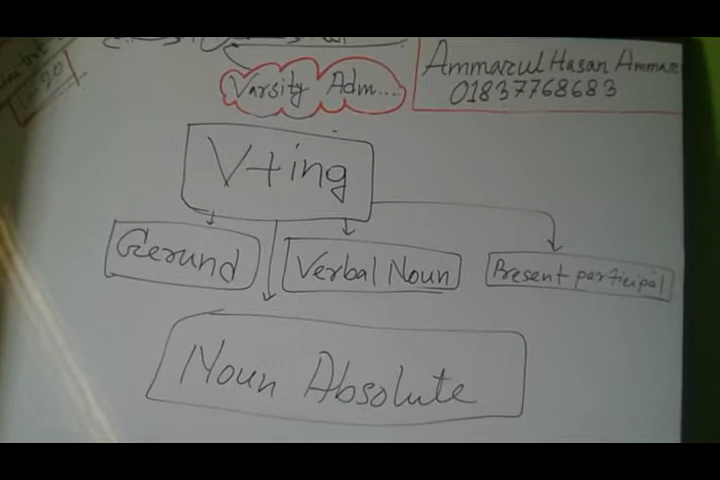 Varsity Adm....
Ammarul Hasan Ammar
01837768683
V+ing
Gerund
Verbal Noun
Present participal
Noun Absolute